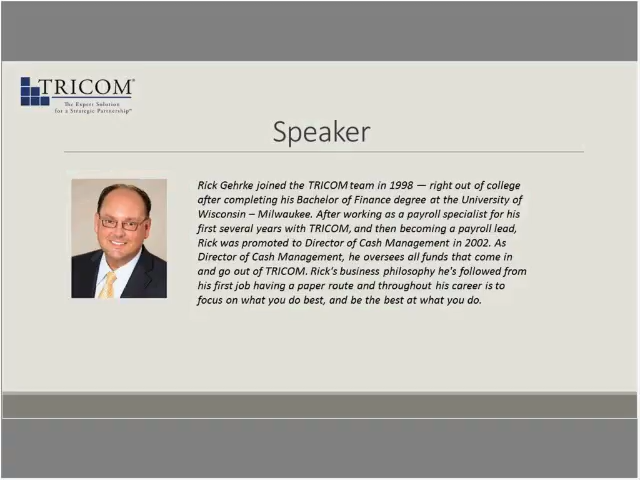 TRICOM
The Expert Solution
for a Strategic Partnership
Speaker
Rick Gehrke joined the TRICOM team in 1998 — right out of college
after completing his Bachelor of Finance degree at the University of
Wisconsin – Milwaukee. After working as a payroll specialist for his
first several years with TRICOM, and then becoming a payroll lead,
Rick was promoted to Director of Cash Management in 2002. As
Director of Cash Management, he oversees all funds that come in
and go out of TRICOM. Rick's business philosophy he's followed from
his first job having a paper route and throughout his career is to
focus on what you do best, and be the best at what you do.